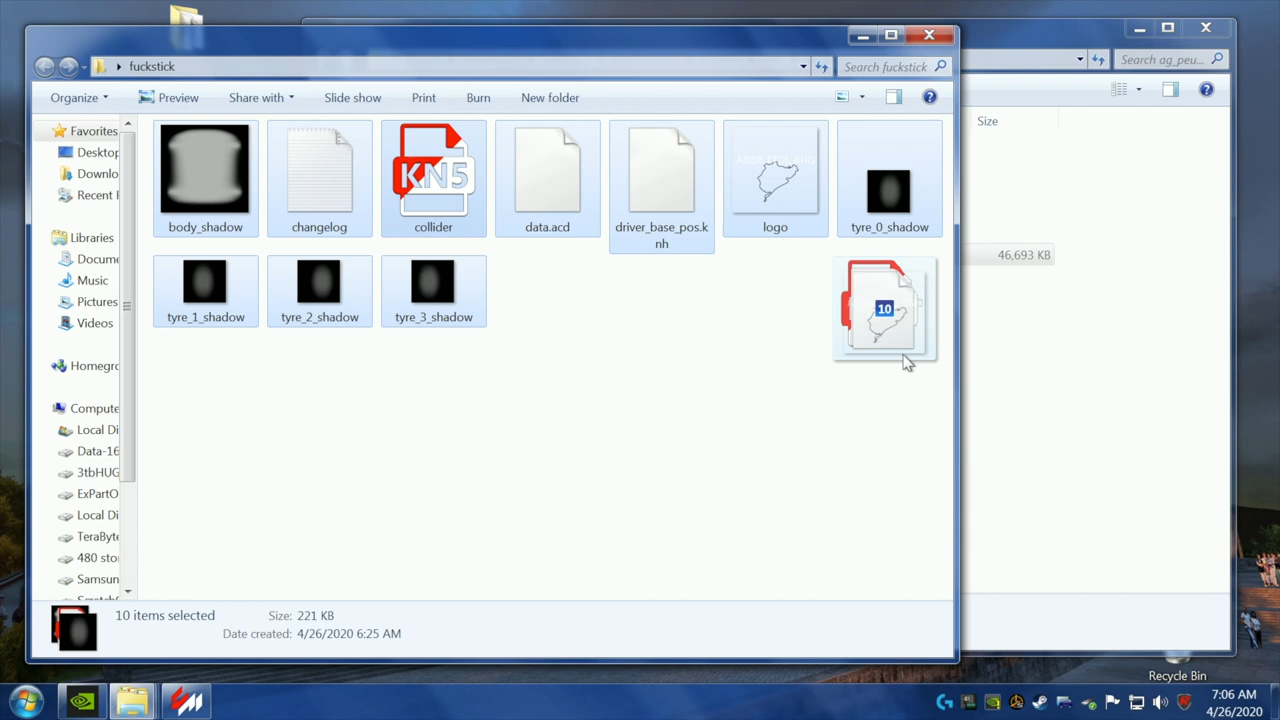 fuckstick
Search fuckstick
Search ag_peu...
Organize
Preview
Share with
Slide show
Print
Burn
New folder
Size
Favorites
Desktop
Downlo
Recent
Libraries
Docume
Music
Pictures
Videos
Homegro
Compute
Local Di
Data-16
3tbHUG
ExPartO
Local Di
TeraByte
480 sto
Samsun
KN5
ASSETTOLAND
body_shadow
changelog
collider
data.acd
driver_base_pos.k
nh
logo
tyre_0_shadow
tyre_1_shadow
tyre_2_shadow
tyre_3_shadow
10
46,693 KB
10 items selected
Size: 221 KB
Date created: 4/26/2020 6:25 AM
Recycle Bin
7:06 AM
4/26/2020